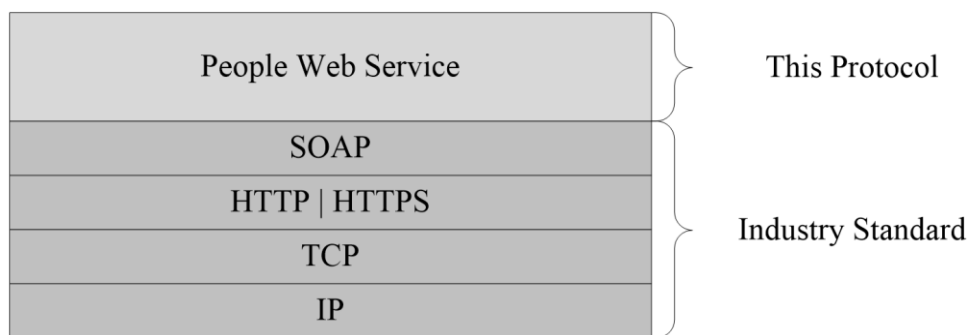 People Web Service
This Protocol
SOAP
HTTP | HTTPS
Industry Standard
TCP
IP